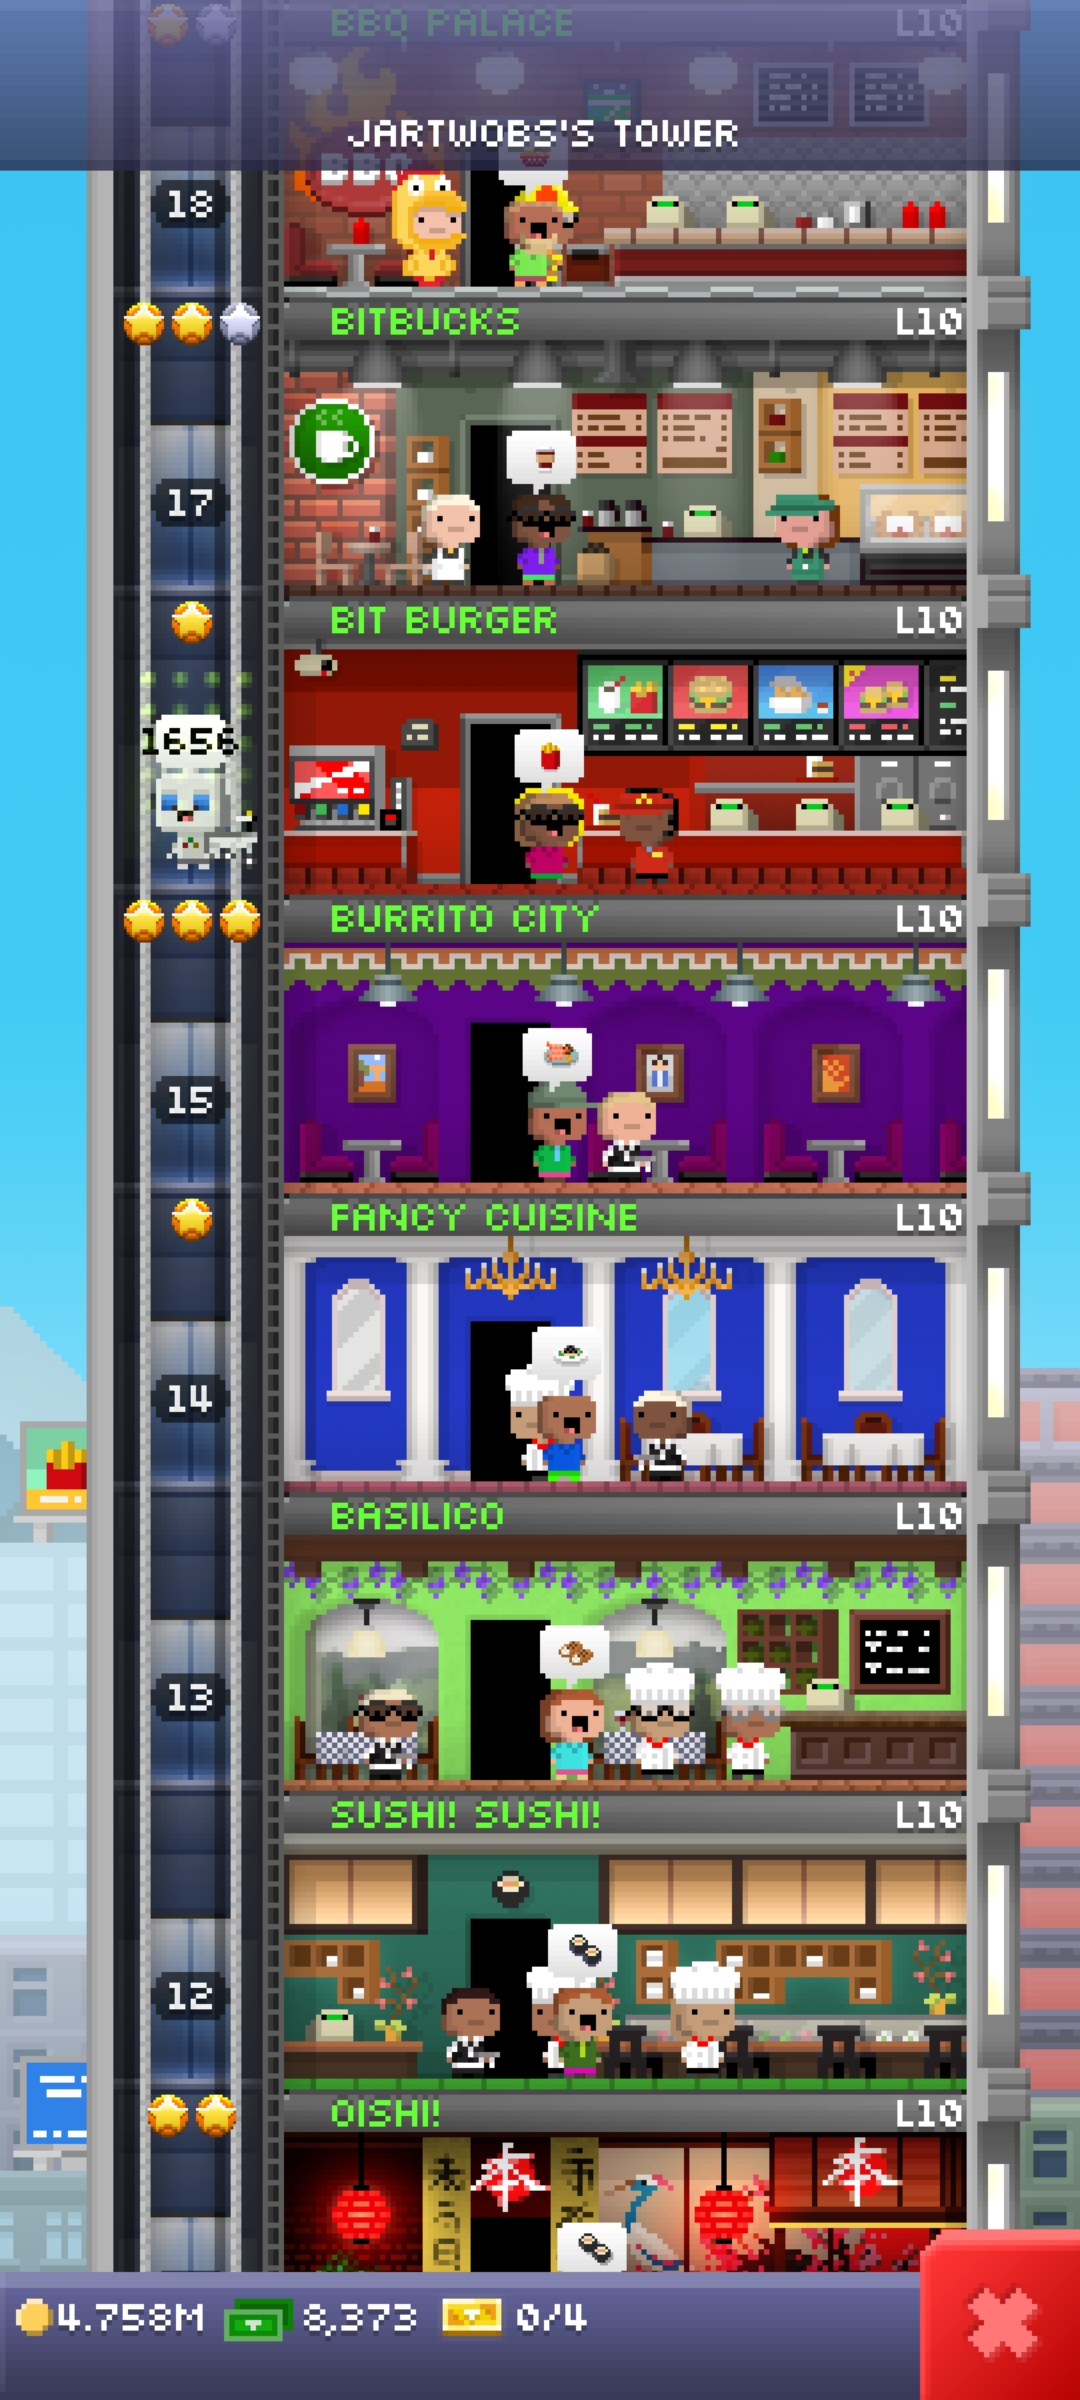 BBQ PALACE L10
JARTWOBS'S TOWER
BBQ
18
BITBUCKS L10
17
BIT BURGER L10
1656
BURRITO CITY L10
15
FANCY CUISINE L10
14
BASILICO L10
13
SUSHI! SUSHI! L10
12
OISHI! L10
4.758M 8,373 0/4